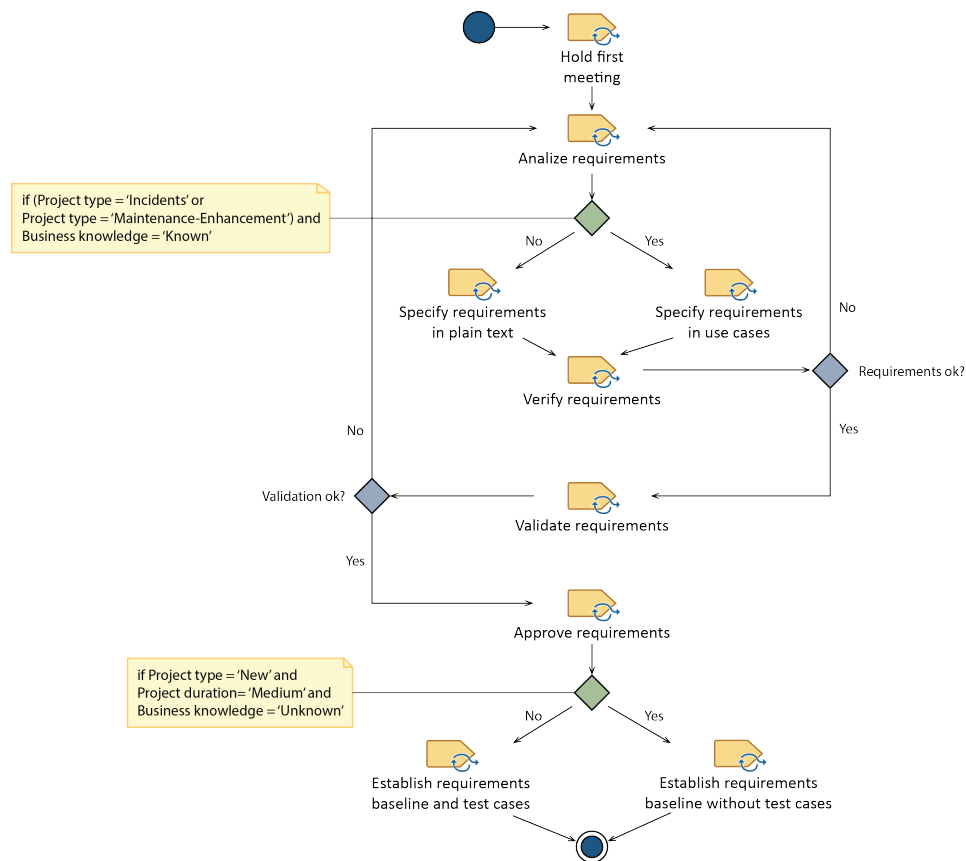 Hold first
meeting
Analize requirements
if (Project type = ‘Incidents’ or
Project type = ‘Maintenance-Enhancement’) and
Business knowledge = ‘Known’
No
Yes
Specify requirements
in plain text
Specify requirements
in use cases
No
Verify requirements
Requirements ok?
No
Yes
Validation ok?
Validate requirements
Yes
Approve requirements
if Project type = ‘New’ and
Project duration= ‘Medium’ and
Business knowledge = ‘Unknown’
No
Yes
Establish requirements
baseline and test cases
Establish requirements
baseline without test cases